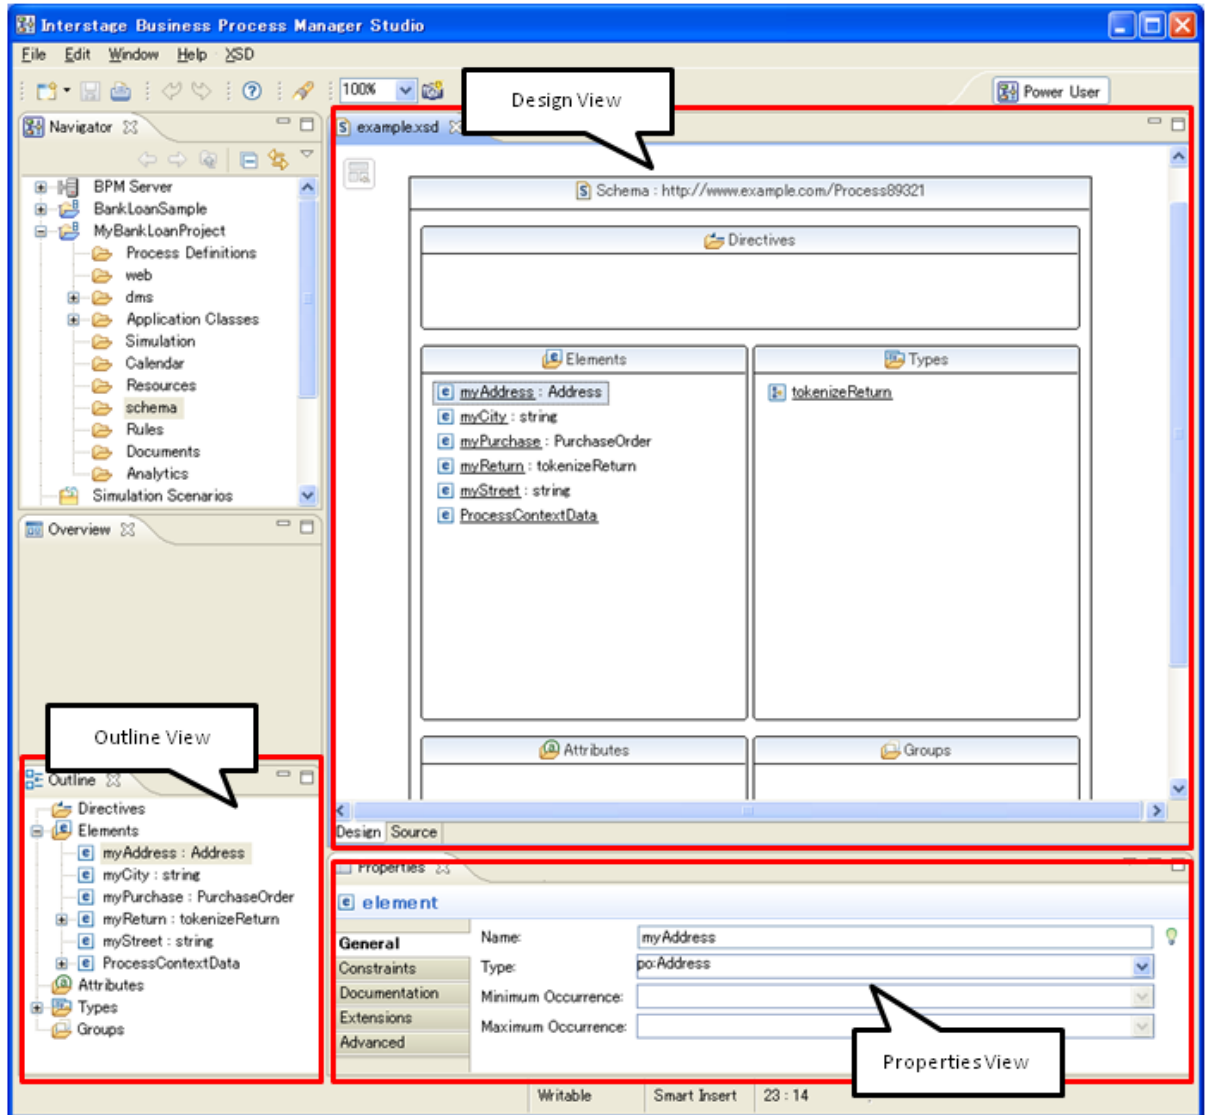 Interstage Business Process Manager Studio
File Edit Window Help XSD
100%
Power User
Design View
Navigator
BPM Server
BankLoanSample
MyBankLoanProject
Process Definitions
web
dms
Application Classes
Simulation
Calendar
Resources
schema
Rules
Documents
Analytics
Simulation Scenarios
Overview
Outline View
Outline
Directives
Elements
myAddress : Address
myCity : string
myPurchase : PurchaseOrder
myReturn : tokenizeReturn
myStreet : string
ProcessContextData
Attributes
Types
Groups
example.xsd
Schema : http://www.example.com/Process89321
Directives
Elements
myAddress : Address
myCity : string
myPurchase : PurchaseOrder
myReturn : tokenizeReturn
myStreet : string
ProcessContextData
Types
tokenizeReturn
Attributes
Groups
Design Source
Properties
element
General
Constraints
Documentation
Extensions
Advanced
Name: myAddress
Type: po:Address
Minimum Occurrence:
Maximum Occurrence:
Properties View
Writable Smart Insert 23 : 14